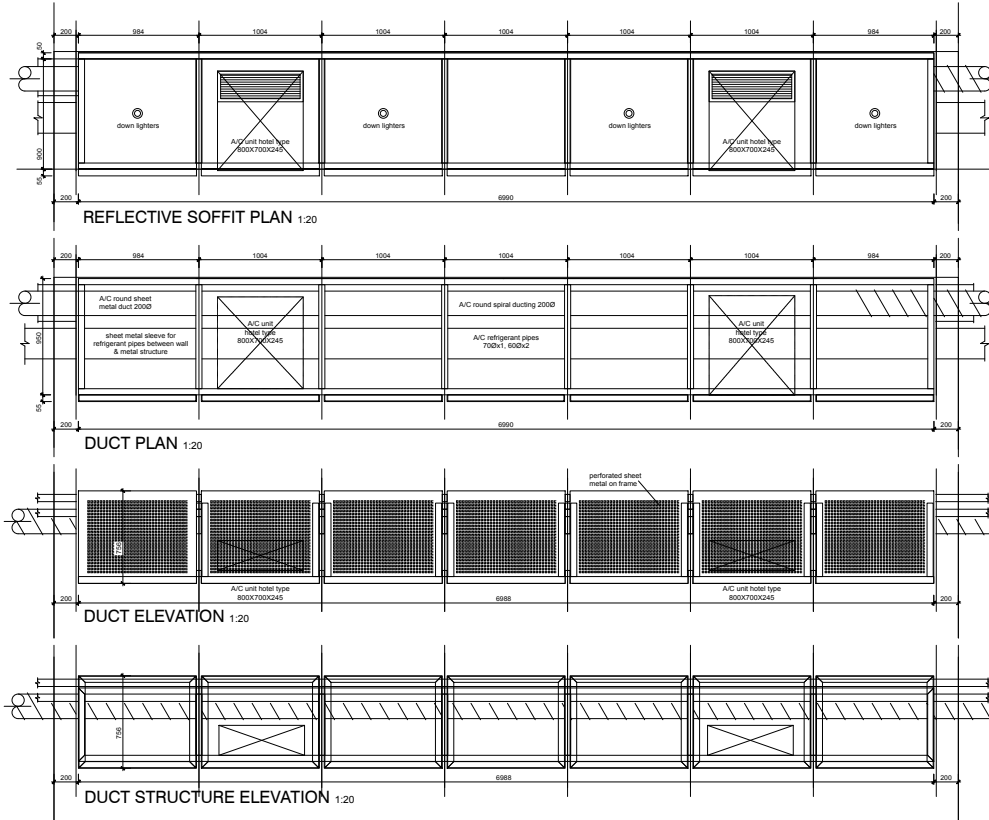 200 984 1004 1004 1004 1004 1004 984 200
50
down lighters
A/C unit hotel type
800X700X245
down lighters
down lighters
A/C unit hotel type
800X700X245
down lighters
900
55
200 6990 200
REFLECTIVE SOFFIT PLAN 1:20
200 984 1004 1004 1004 1004 1004 984 200
A/C round sheet
metal duct 200Ø
sheet metal sleeve for
refrigerant pipes between wall
& metal structure
A/C unit
hotel type
800X700X245
A/C round spiral ducting 200Ø
A/C refrigerant pipes
70Øx1, 60Øx2
A/C unit
hotel type
800X700X245
950
55
200 6990 200
DUCT PLAN 1:20
perforated sheet
metal on frame
756
A/C unit hotel type
800X700X245
A/C unit hotel type
800X700X245
200 6988 200
DUCT ELEVATION 1:20
756
200 6988 200
DUCT STRUCTURE ELEVATION 1:20